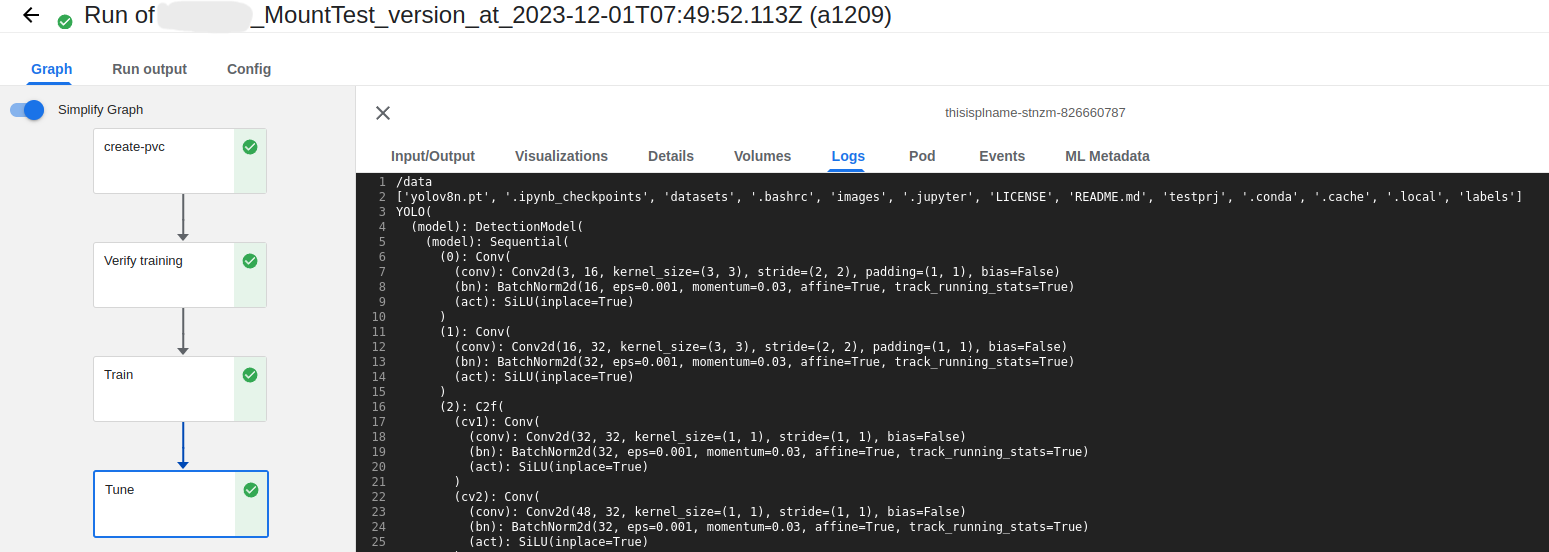 Run of _MountTest_version_at_2023-12-01T07:49:52.113Z (a1209)
Graph Run output Config
Simplify Graph
create-pvc
Verify training
Train
Tune
thisisplname-stnzm-826660787
Input/Output Visualizations Details Volumes Logs Pod Events ML Metadata
1 /data
2 ['yolov8n.pt', '.ipynb_checkpoints', 'datasets', '.bashrc', 'images', '.jupyter', 'LICENSE', 'README.md', 'testprj', '.conda', '.cache', '.local', 'labels']
3 YOLO(
4 (model): DetectionModel(
5 (model): Sequential(
6 (0): Conv(
7 (conv): Conv2d(3, 16, kernel_size=(3, 3), stride=(2, 2), padding=(1, 1), bias=False)
8 (bn): BatchNorm2d(16, eps=0.001, momentum=0.03, affine=True, track_running_stats=True)
9 (act): SiLU(inplace=True)
10 )
11 (1): Conv(
12 (conv): Conv2d(16, 32, kernel_size=(3, 3), stride=(2, 2), padding=(1, 1), bias=False)
13 (bn): BatchNorm2d(32, eps=0.001, momentum=0.03, affine=True, track_running_stats=True)
14 (act): SiLU(inplace=True)
15 )
16 (2): C2f(
17 (cv1): Conv(
18 (conv): Conv2d(32, 32, kernel_size=(1, 1), stride=(1, 1), bias=False)
19 (bn): BatchNorm2d(32, eps=0.001, momentum=0.03, affine=True, track_running_stats=True)
20 (act): SiLU(inplace=True)
21 )
22 (cv2): Conv(
23 (conv): Conv2d(48, 32, kernel_size=(1, 1), stride=(1, 1), bias=False)
24 (bn): BatchNorm2d(32, eps=0.001, momentum=0.03, affine=True, track_running_stats=True)
25 (act): SiLU(inplace=True)